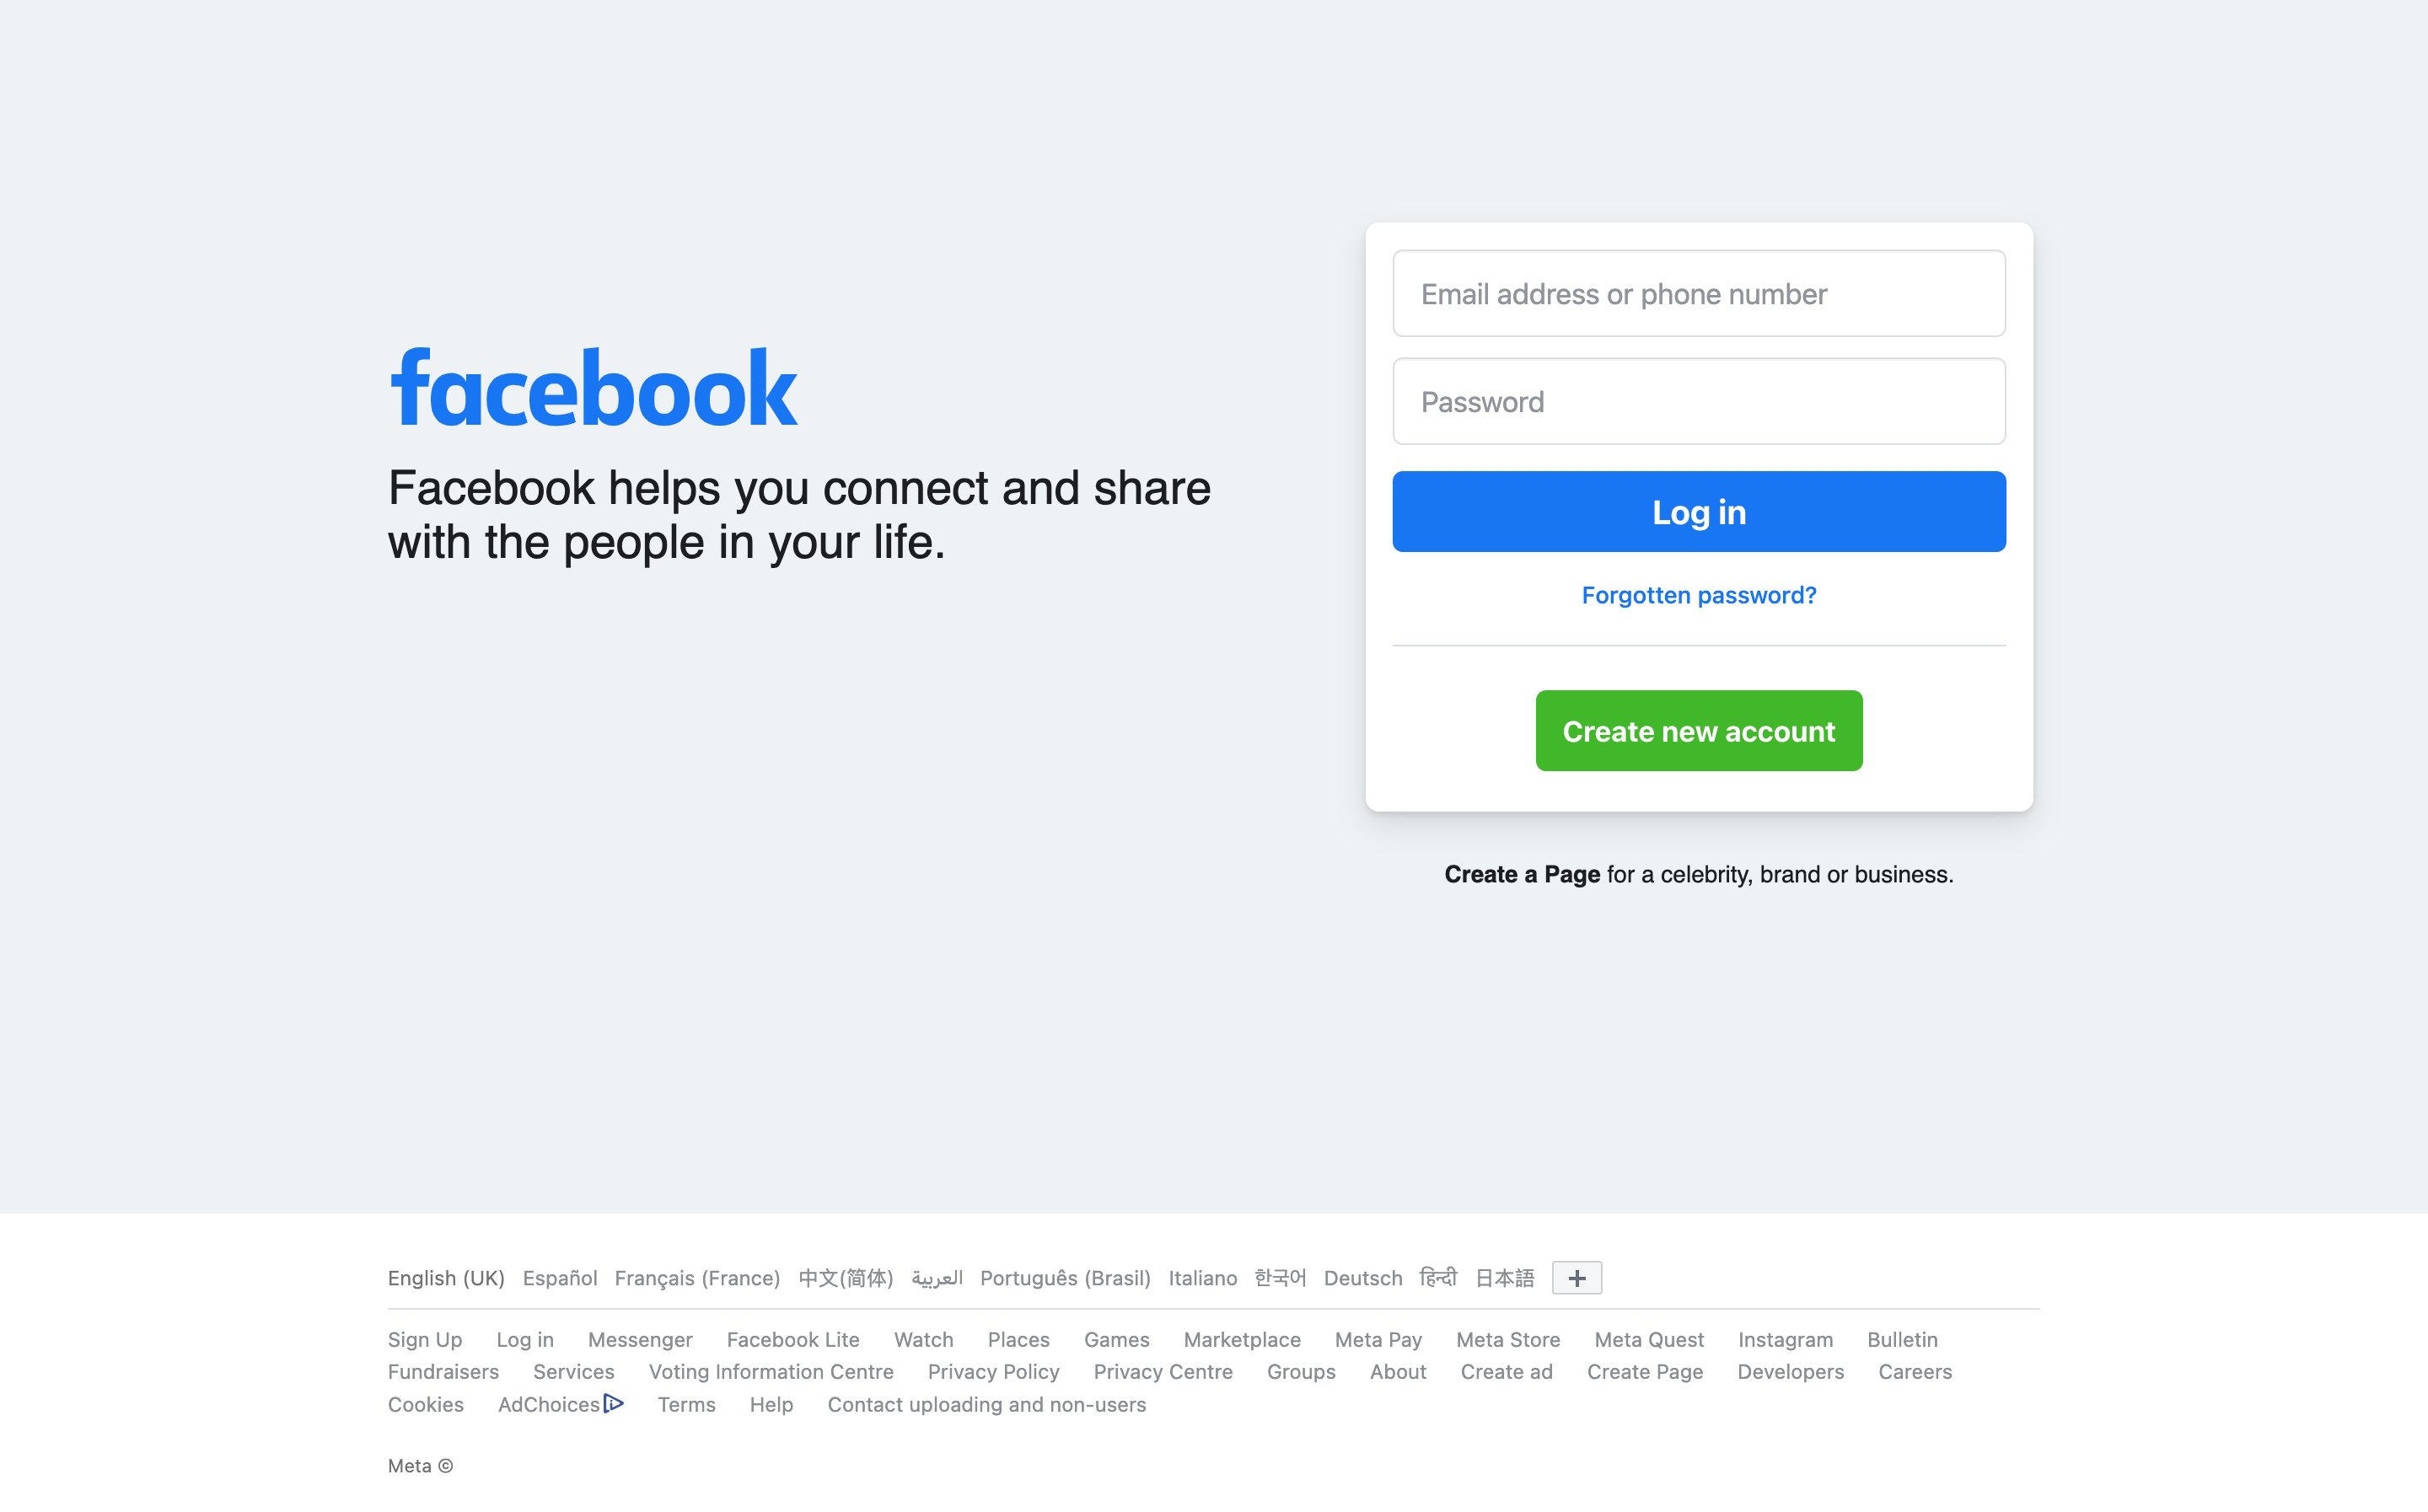 facebook
Facebook helps you connect and share
with the people in your life.
Email address or phone number
Password
Log in
Forgotten password?
Create new account
Create a Page for a celebrity, brand or business.
English (UK) Español Français (France) 中文(简体) العربية Português (Brasil) Italiano 한국어 Deutsch हिन्दी 日本語 +
Sign Up Log in Messenger Facebook Lite Watch Places Games Marketplace Meta Pay Meta Store Meta Quest Instagram Bulletin
Fundraisers Services Voting Information Centre Privacy Policy Privacy Centre Groups About Create ad Create Page Developers Careers
Cookies AdChoices Terms Help Contact uploading and non-users
Meta ©